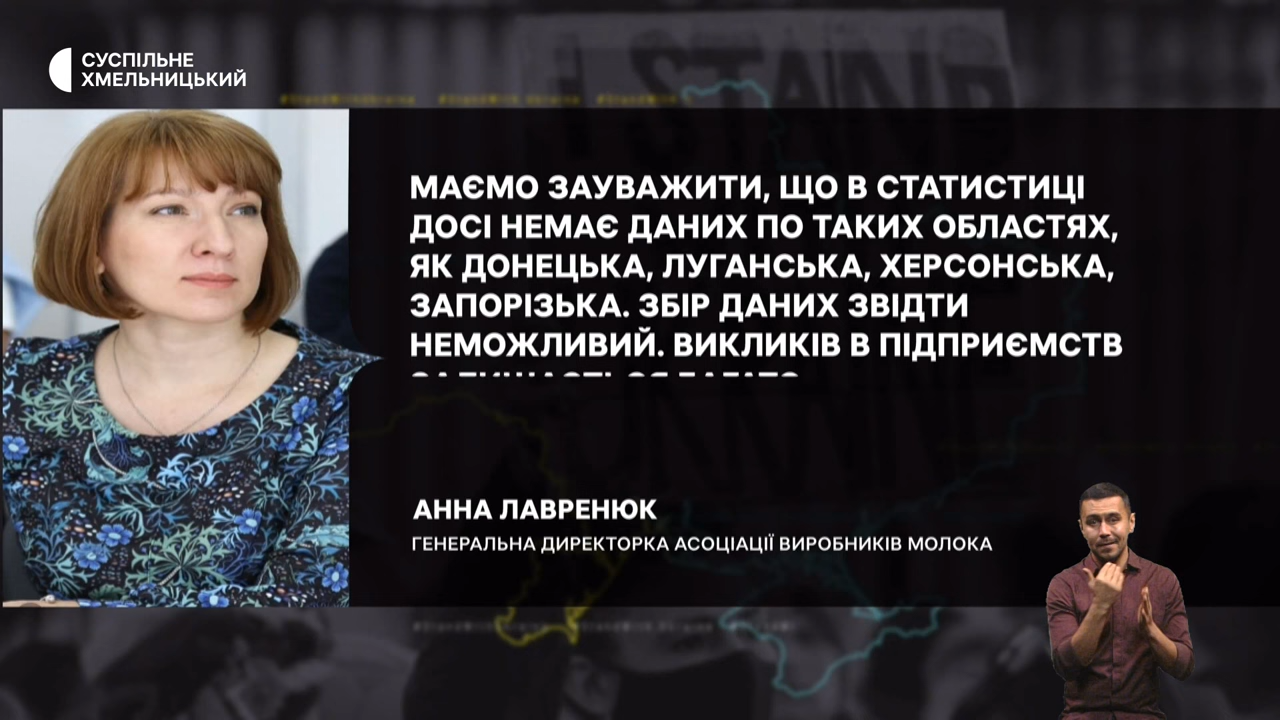 СУСПІЛЬНЕ
ХМЕЛЬНИЦЬКИЙ
I STAND
МАЄМО ЗАУВАЖИТИ, ЩО В СТАТИСТИЦІ
ДОСІ НЕМАЄ ДАНИХ ПО ТАКИХ ОБЛАСТЯХ,
ЯК ДОНЕЦЬКА, ЛУГАНСЬКА, ХЕРСОНСЬКА,
ЗАПОРІЗЬКА. ЗБІР ДАНИХ ЗВІДТИ
НЕМОЖЛИВИЙ. ВИКЛИКІВ В ПІДПРИЄМСТВ
АННА ЛАВРЕНЮК
ГЕНЕРАЛЬНА ДИРЕКТОРКА АСОЦІАЦІЇ ВИРОБНИКІВ МОЛОКА